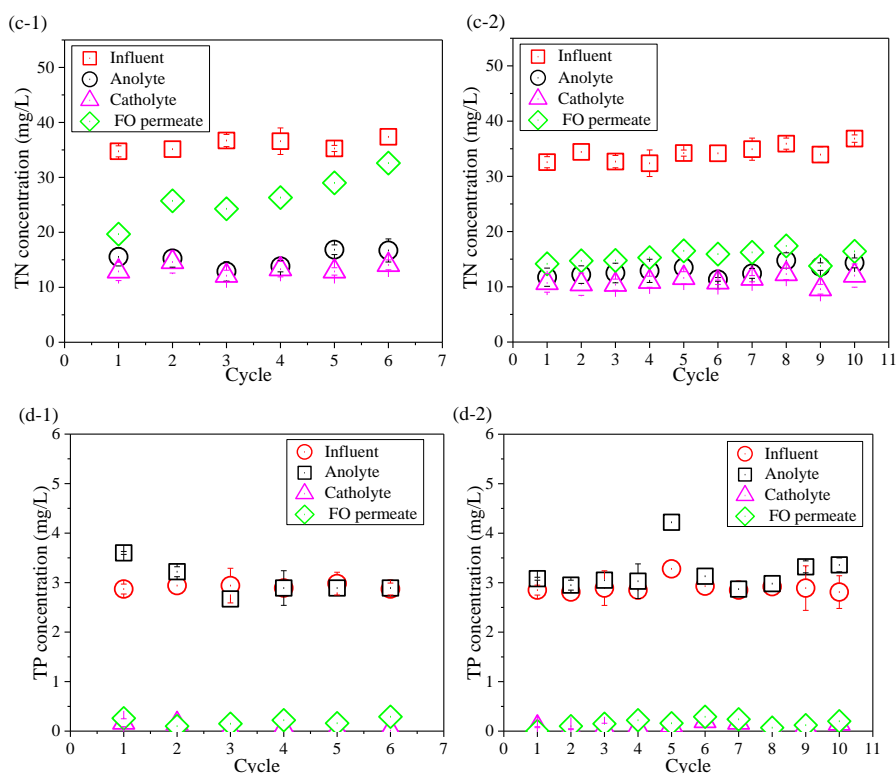 (c-1)
TN concentration (mg/L)
50
40
30
20
10
0
Influent
Anolyte
Catholyte
FO permeate
0 1 2 3 4 5 6 7
Cycle
(c-2)
TN concentration (mg/L)
50
40
30
20
10
0
Influent
Anolyte
Catholyte
FO permeate
0 1 2 3 4 5 6 7 8 9 10 11
Cycle
(d-1)
TP concentration (mg/L)
6
5
4
3
2
1
0
Influent
Anolyte
Catholyte
FO permeate
0 1 2 3 4 5 6 7
Cycle
(d-2)
TP concentration (mg/L)
6
5
4
3
2
1
0
Influent
Anolyte
Catholyte
FO permeate
0 1 2 3 4 5 6 7 8 9 10 11
Cycle